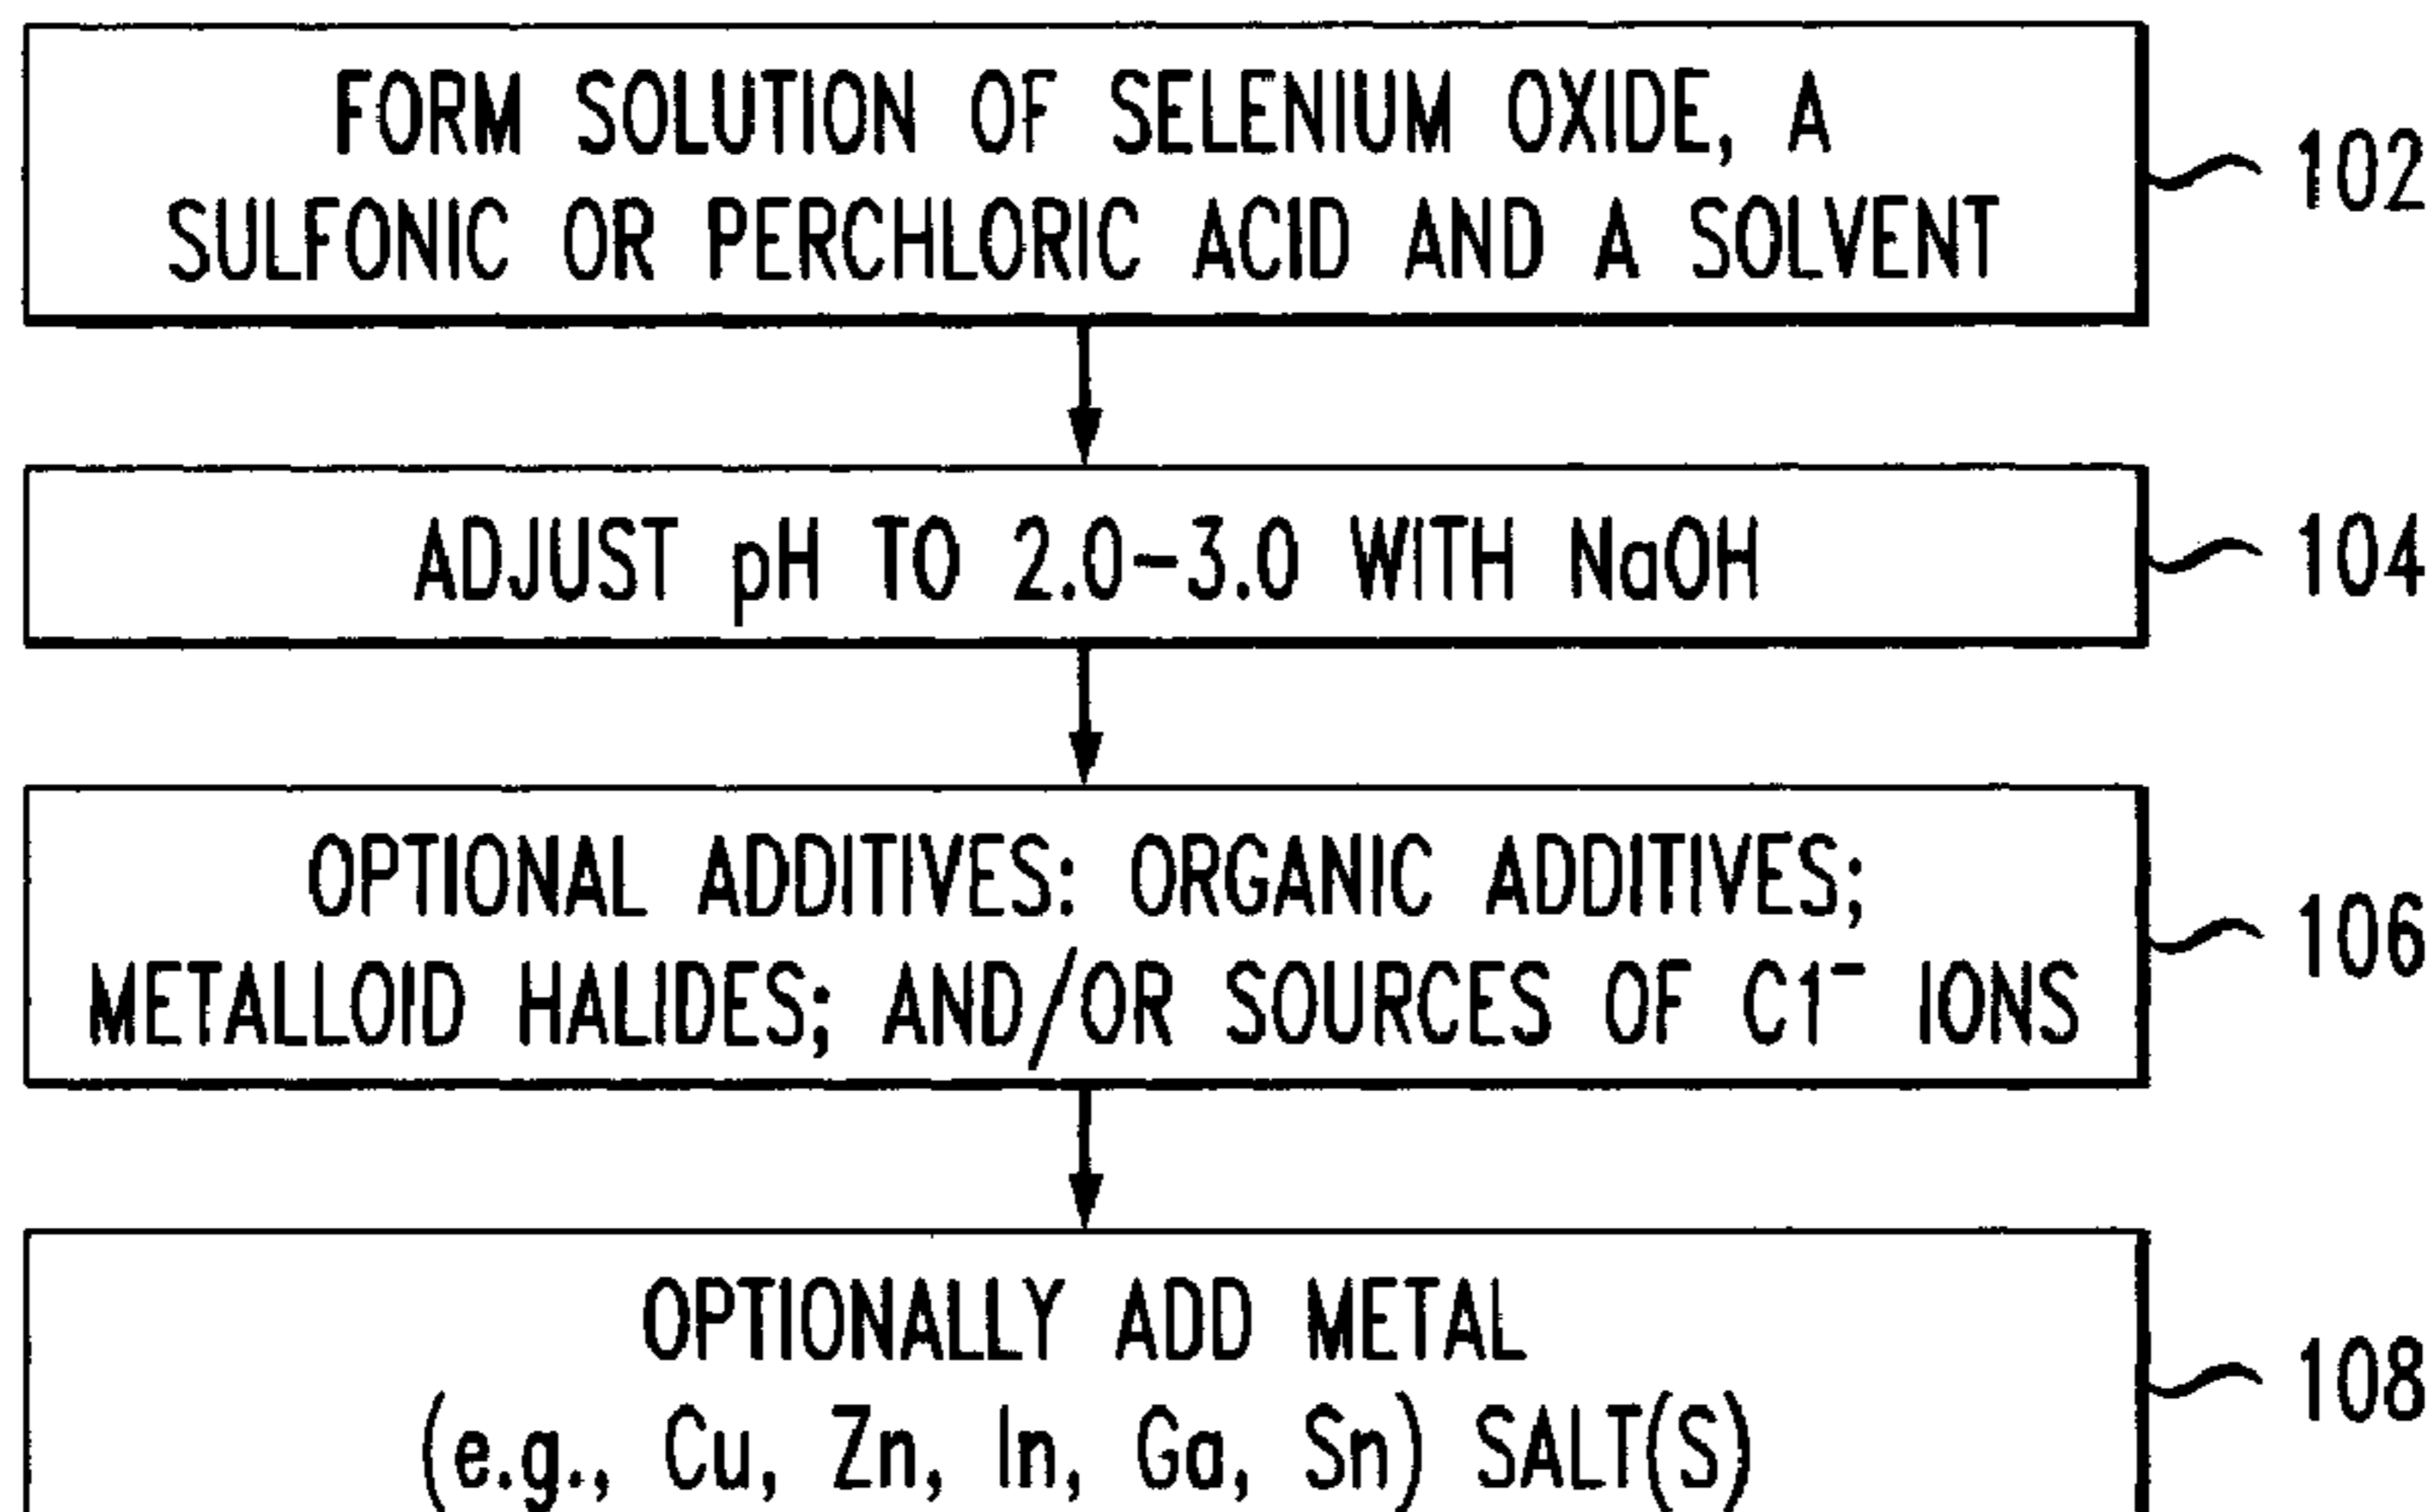 FORM SOLUTION OF SELENIUM OXIDE, A
SULFONIC OR PERCHLORIC ACID AND A SOLVENT
102
ADJUST pH TO 2.0-3.0 WITH NaOH
104
OPTIONAL ADDITIVES: ORGANIC ADDITIVES;
METALLOID HALIDES; AND/OR SOURCES OF C1⁻ IONS
106
OPTIONALLY ADD METAL
(e.g., Cu, Zn, In, Ga, Sn) SALT(S)
108